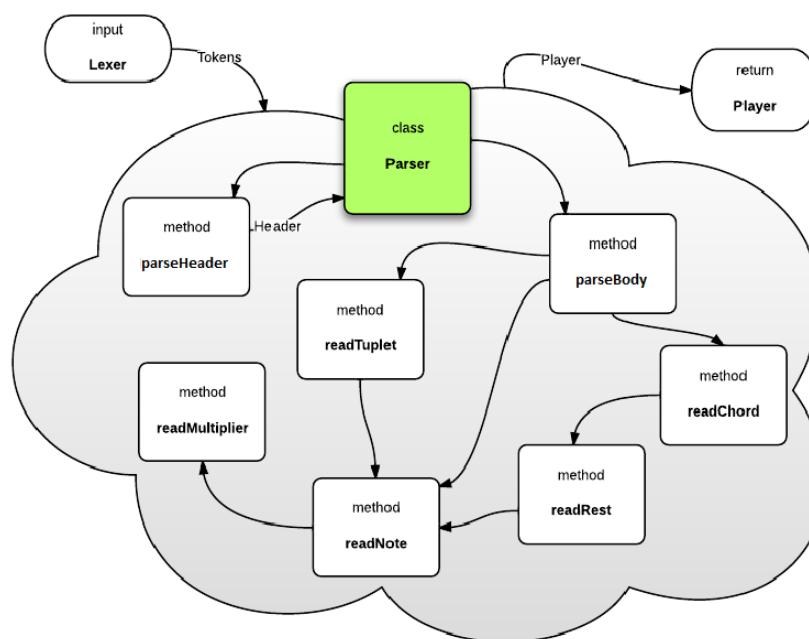 input
Lexer
Tokens
Player
return
Player
class
Parser
method
parseHeader
Header
method
parseBody
method
readTuplet
method
readMultiplier
method
readChord
method
readRest
method
readNote